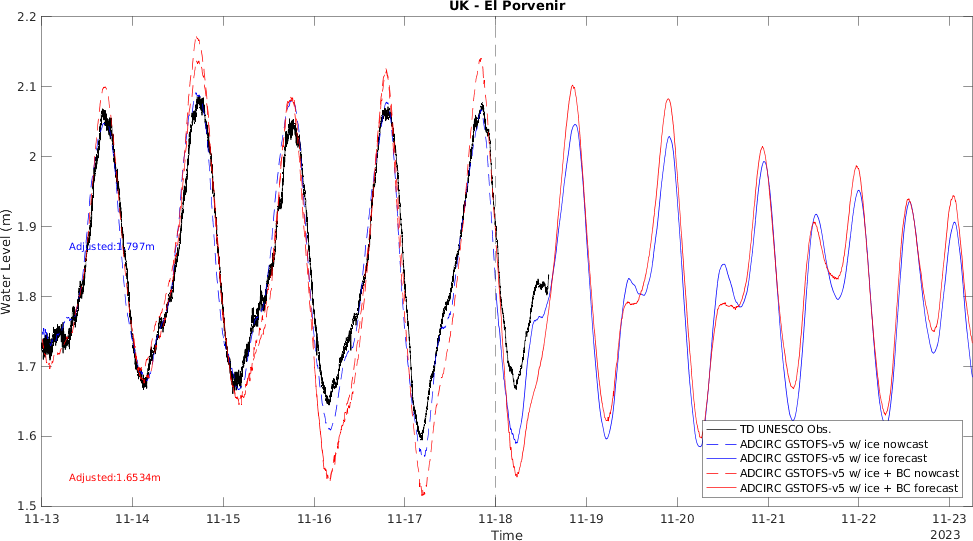 UK - El Porvenir
2.2
2.1
2
1.9
1.8
1.7
1.6
1.5
Water Level (m)
Adjusted:1.797m
Adjusted:1.6534m
TD UNESCO Obs.
ADCIRC GSTOFS-v5 w/ ice nowcast
ADCIRC GSTOFS-v5 w/ ice forecast
ADCIRC GSTOFS-v5 w/ ice + BC nowcast
ADCIRC GSTOFS-v5 w/ ice + BC forecast
11-13 11-14 11-15 11-16 11-17 11-18 11-19 11-20 11-21 11-22 11-23
Time
2023